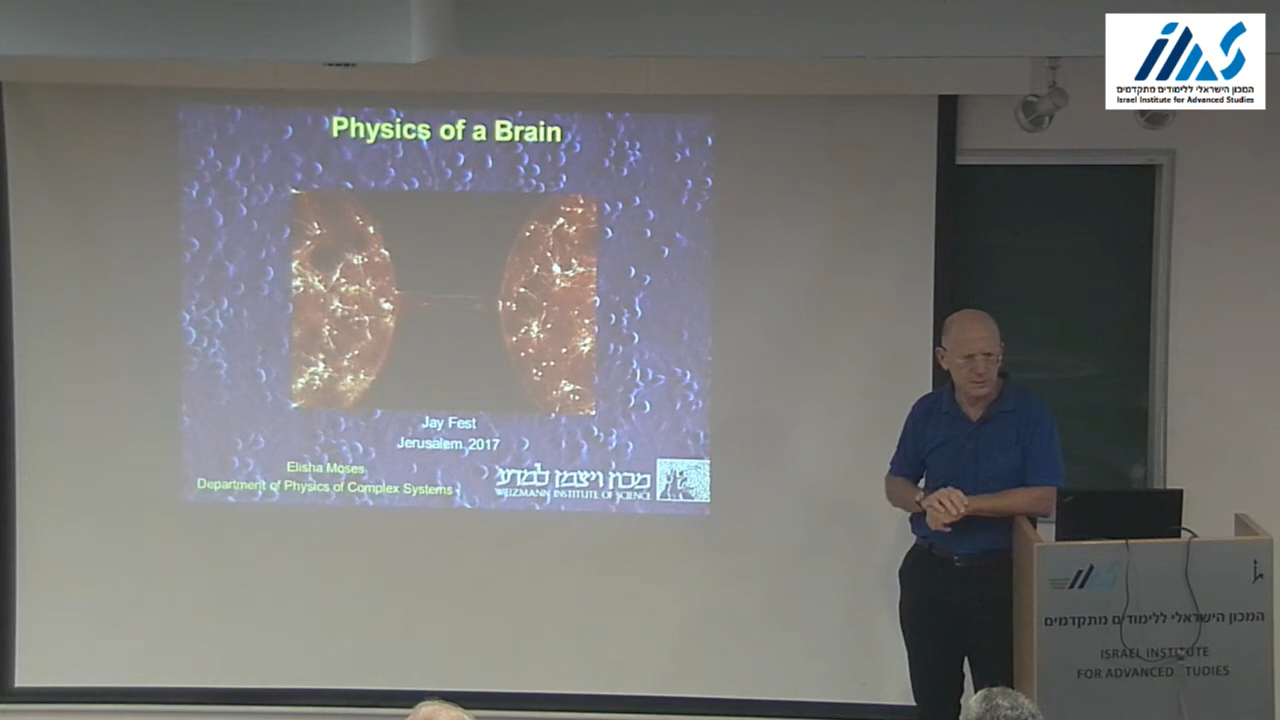 המכון הישראלי ללימודים מתקדמים
Israel Institute for Advanced Studies
Physics of a Brain
Jay Fest
Jerusalem, 2017
Elisha Moses
Department of Physics of Complex Systems
מכון ויצמן למדע
WEIZMANN INSTITUTE OF SCIENCE
המכון הישראלי ללימודים מתקדמים
ISRAEL INSTITUTE
FOR ADVANCED STUDIES